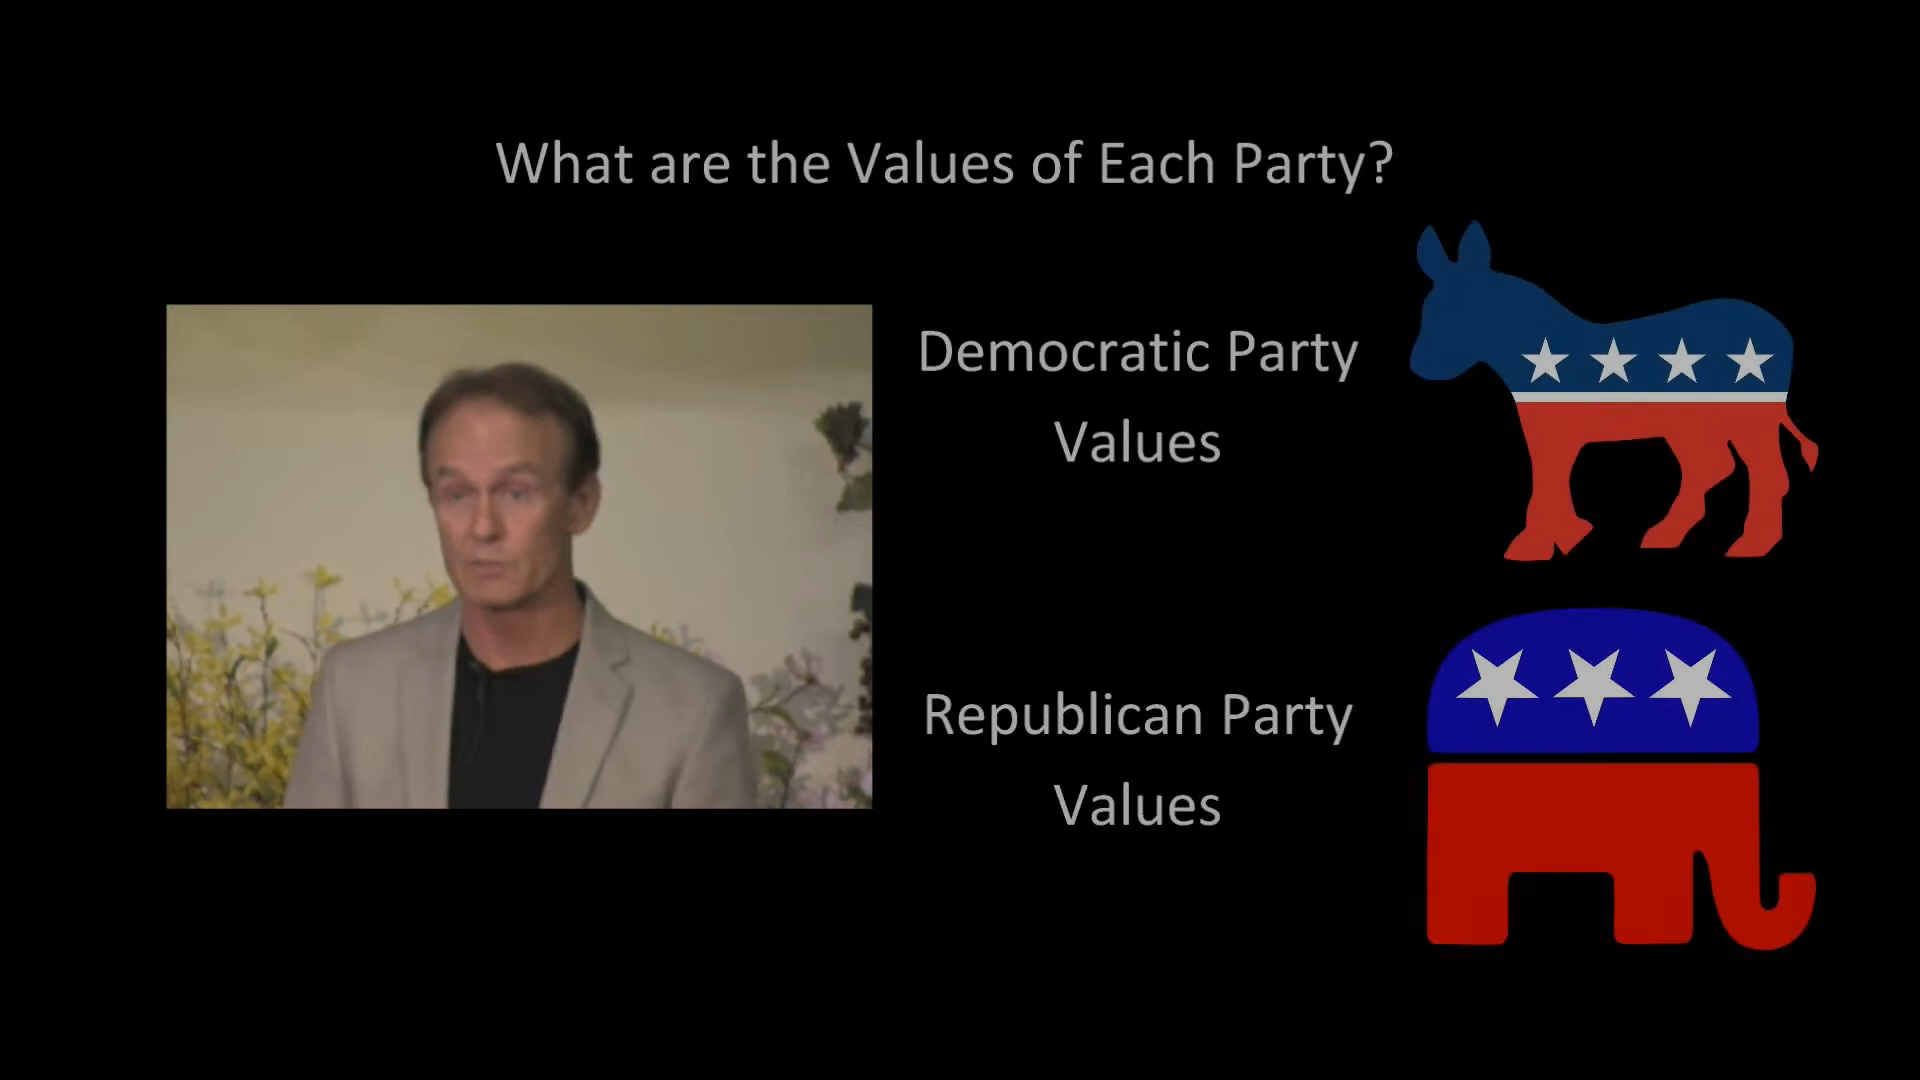 What are the Values of Each Party?
Democratic Party
Values
Republican Party
Values